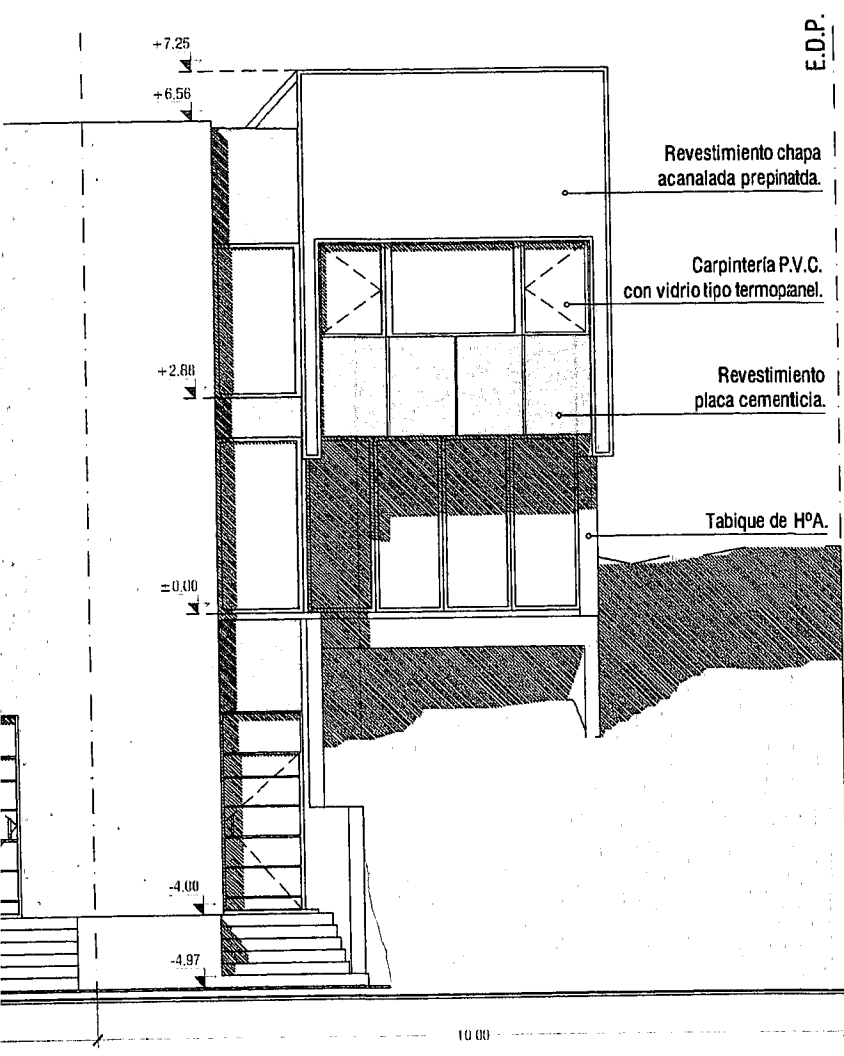 E.D.P.
+7.25
+6,56
Revestimiento chapa
acanalada prepinatda.
Carpintería P.V.C.
con vidrio tipo termopanel.
+2.88
Revestimiento
placa cementicia.
Tabique de HºA.
±0,00
-4.00
-4,97
10.00